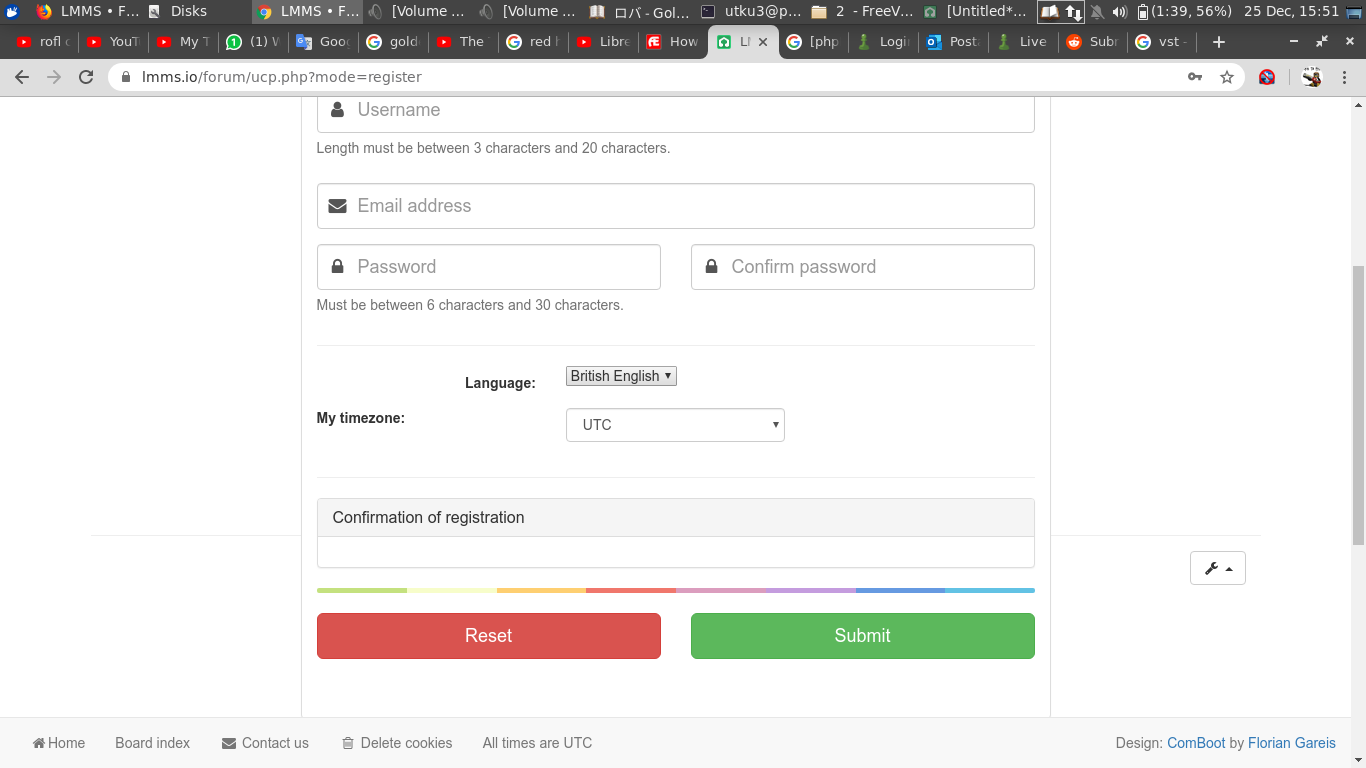 LMMS • F... Disks LMMS • F... [Volume ... [Volume ... ロバ - Gol... utku3@p... 2 - FreeV... [Untitled*... (1:39, 56%) 25 Dec, 15:51
rofl YouT My T (1) Goog gold The red h Libre How [php Login Post Live Subr vst -
lmms.io/forum/ucp.php?mode=register
Username
Length must be between 3 characters and 20 characters.
Email address
Password Confirm password
Must be between 6 characters and 30 characters.
Language: British English
My timezone: UTC
Confirmation of registration
Reset Submit
Home Board index Contact us Delete cookies All times are UTC Design: ComBoot by Florian Gareis